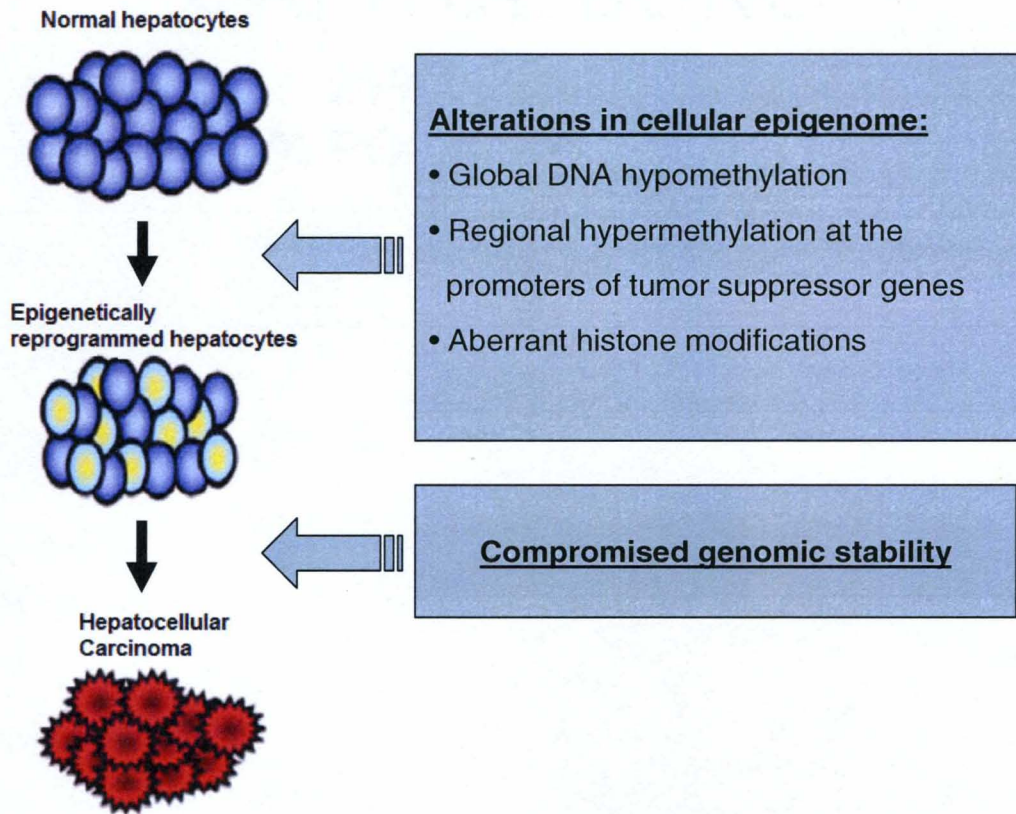 Normal hepatocytes
Alterations in cellular epigenome:
• Global DNA hypomethylation
• Regional hypermethylation at the
promoters of tumor suppressor genes
• Aberrant histone modifications
Epigenetically
reprogrammed hepatocytes
Compromised genomic stability
Hepatocellular
Carcinoma